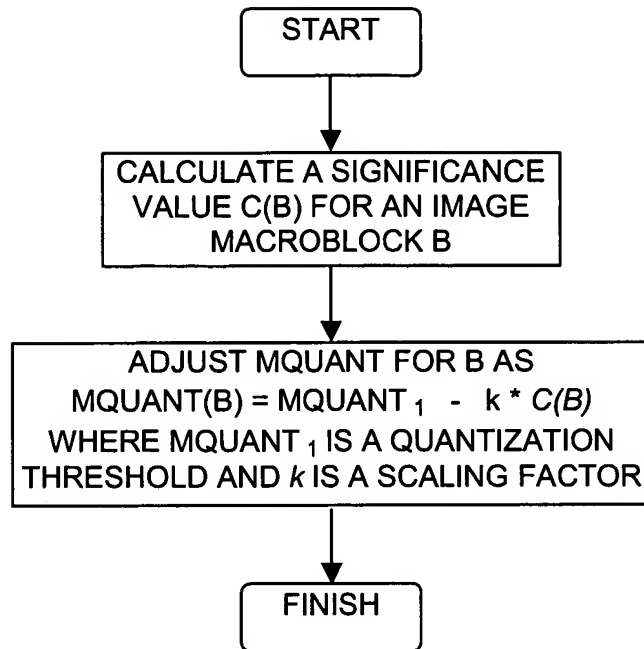 START
CALCULATE A SIGNIFICANCE
VALUE C(B) FOR AN IMAGE
MACROBLOCK B
ADJUST MQUANT FOR B AS
MQUANT(B) = MQUANT 1 - k * C(B)
WHERE MQUANT 1 IS A QUANTIZATION
THRESHOLD AND k IS A SCALING FACTOR
FINISH